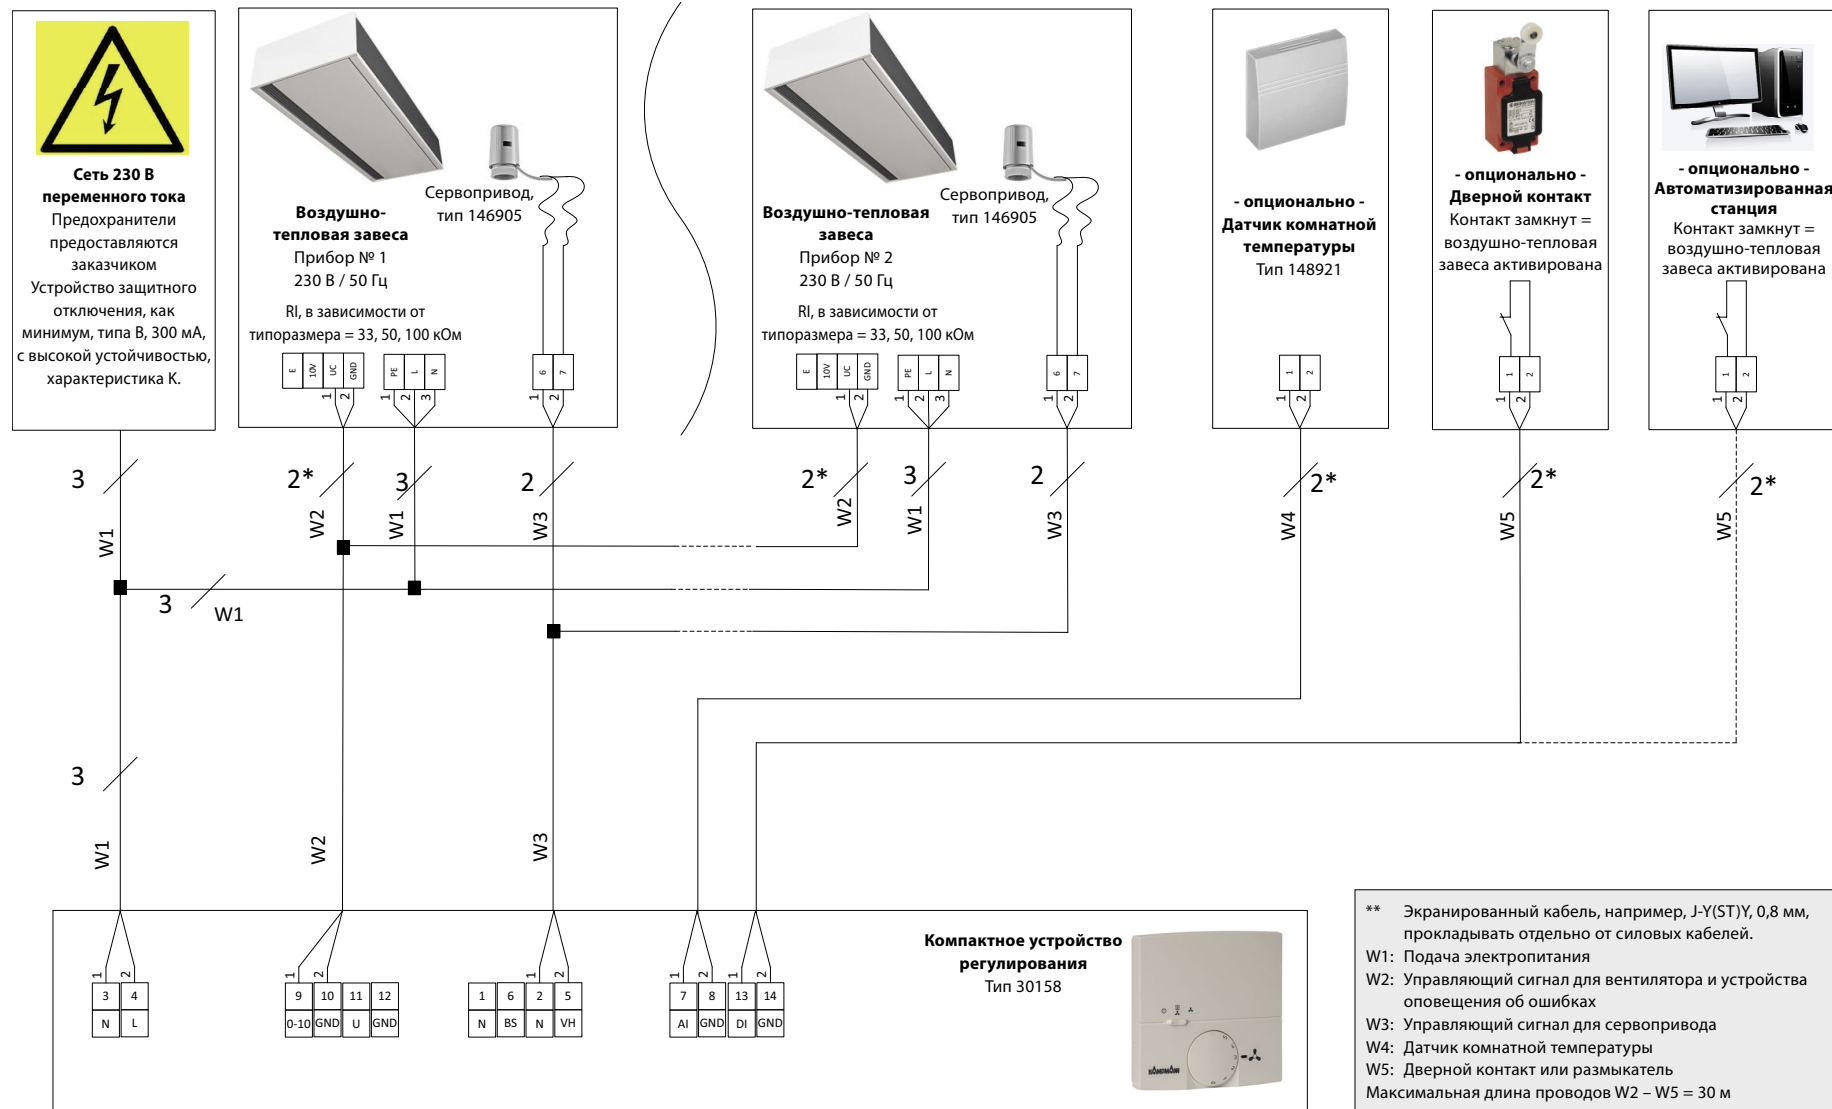 Сеть 230 В
переменного тока
Предохранители
предоставляются
заказчиком
Устройство защитного
отключения, как
минимум, типа B, 300 мА,
с высокой устойчивостью,
характеристика K.
Сервопривод,
тип 146905
Воздушно-
тепловая завеса
Прибор № 1
230 В / 50 Гц
RI, в зависимости от
типоразмера = 33, 50, 100 кОм
E 10V UC GND
PE L N
6 7
1 2
1 2 3
1 2
Сервопривод,
тип 146905
Воздушно-тепловая
завеса
Прибор № 2
230 В / 50 Гц
RI, в зависимости от
типоразмера = 33, 50, 100 кОм
E 10V UC GND
PE L N
6 7
1 2
1 2 3
1 2
- опционально -
Датчик комнатной
температуры
Тип 148921
1 2
1 2
- опционально -
Дверной контакт
Контакт замкнут =
воздушно-тепловая
завеса активирована
1 2
1 2
- опционально -
Автоматизированная
станция
Контакт замкнут =
воздушно-тепловая
завеса активирована
1 2
1 2
3 2* 3 2 2* 3 2 2* 2* 2*
W1 W2 W1 W3 W2 W1 W3 W4 W5 W5
3 W1
3
W1 W2 W3
1 2
3 4
N L
1 2
9 10 11 12
0-10 GND U GND
1 2
1 6 2 5
N BS N VH
1 2 1 2
7 8 13 14
AI GND DI GND
Компактное устройство
регулирования
Тип 30158
KAMPMANN
** Экранированный кабель, например, J-Y(ST)Y, 0,8 мм,
прокладывать отдельно от силовых кабелей.
W1: Подача электропитания
W2: Управляющий сигнал для вентилятора и устройства
оповещения об ошибках
W3: Управляющий сигнал для сервопривода
W4: Датчик комнатной температуры
W5: Дверной контакт или размыкатель
Максимальная длина проводов W2 – W5 = 30 м